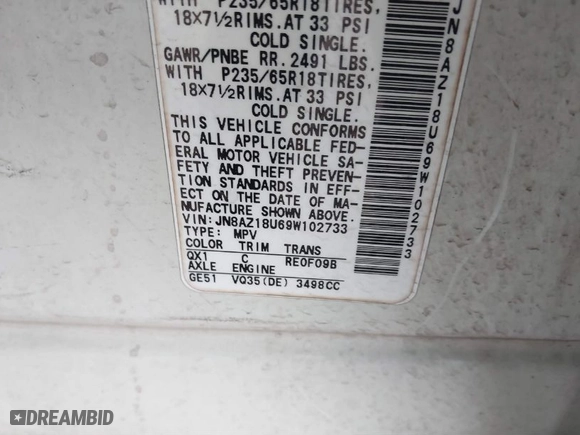 WITH P235/65R18TIRES,
18X7½RIMS.AT 33 PSI
COLD SINGLE.
GAWR/PNBE RR.2491 LBS.
WITH P235/65R18TIRES,
18X7½RIMS.AT 33 PSI
COLD SINGLE.
THIS VEHICLE CONFORMS
TO ALL APPLICABLE FED-
ERAL MOTOR VEHICLE SA-
FETY AND THEFT PREVEN-
TION STANDARDS IN EFF-
ECT ON THE DATE OF MA-
NUFACTURE SHOWN ABOVE.
VIN:JN8AZ18U69W102733
TYPE: MPV
COLOR TRIM TRANS
QX1 C RE0F09B
AXLE ENGINE
GE51 VQ35(DE) 3498CC
JN8AZ18U69W102733
DREAMBID